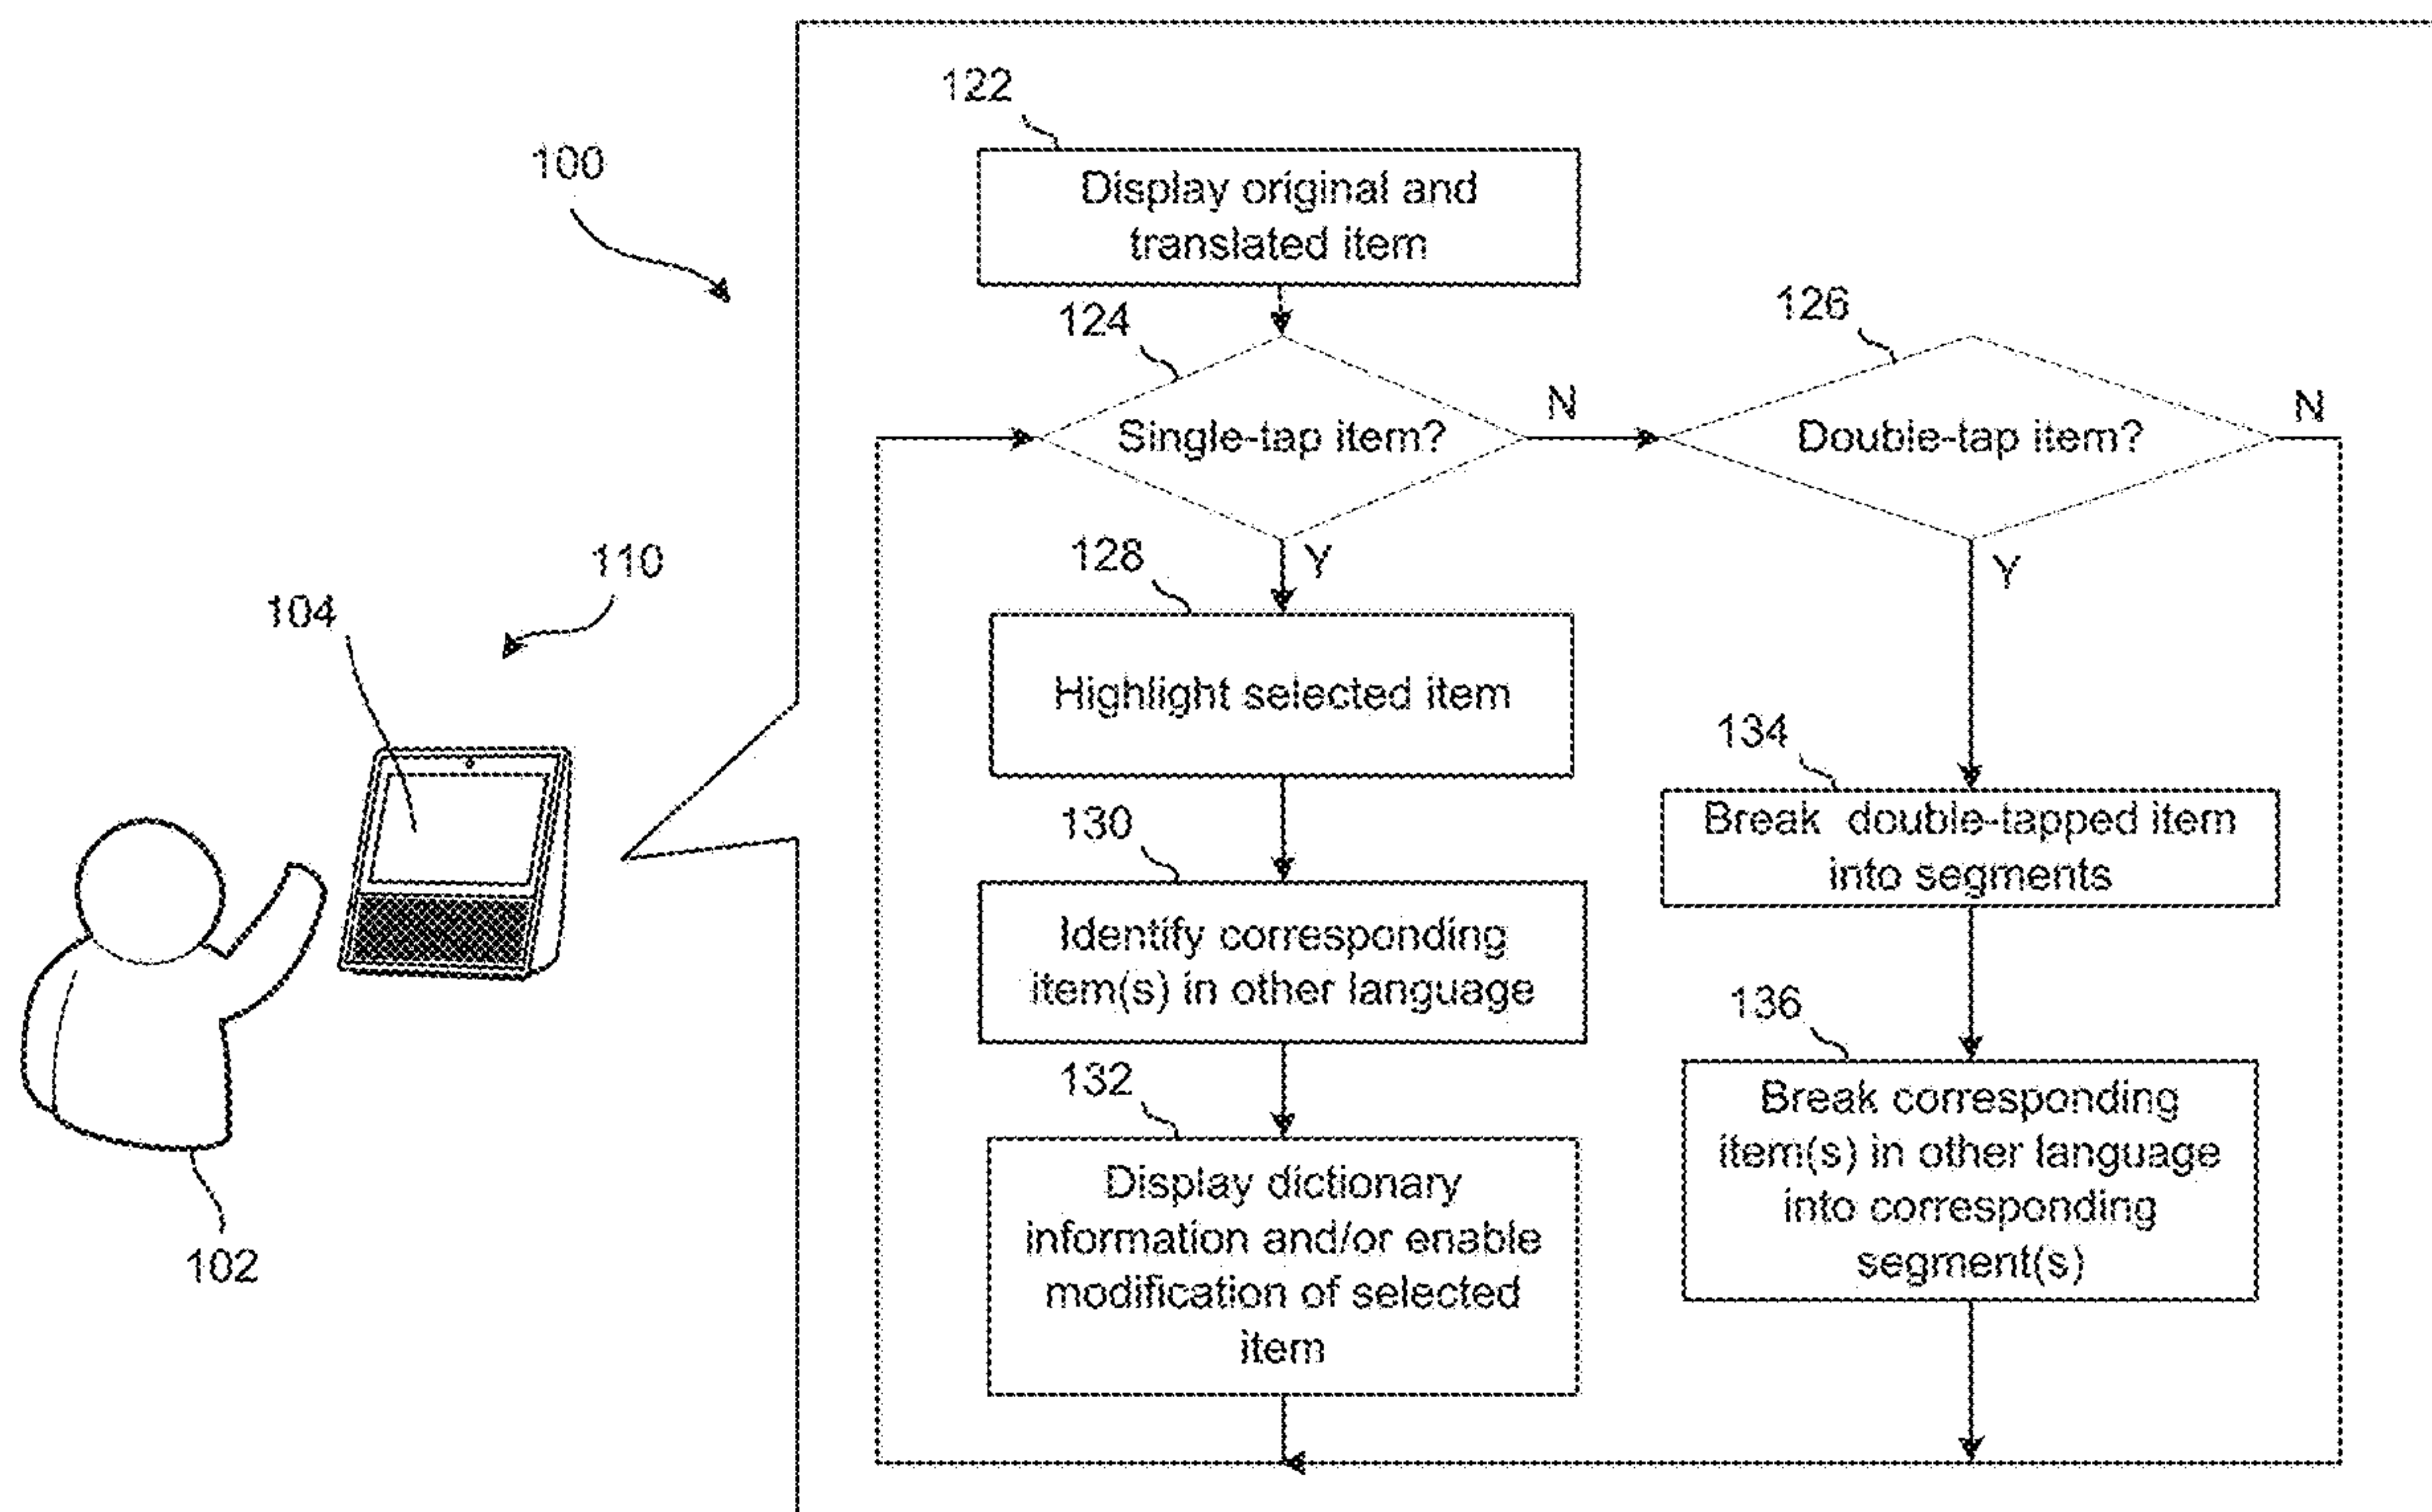 100
110
104
102
122
Display original and
translated item
124
Single-tap item?
N
126
Double-tap item?
N
Y
128
Highlight selected item
130
Identify corresponding
item(s) in other language
132
Display dictionary
information and/or enable
modification of selected
item
Y
134
Break double-tapped item
into segments
136
Break corresponding
item(s) in other language
into corresponding
segment(s)